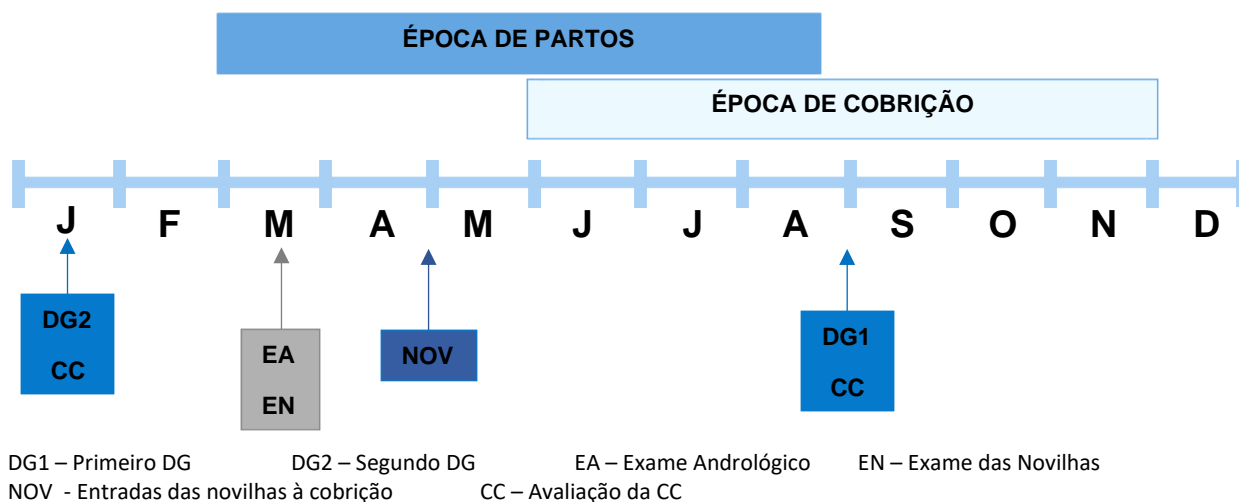 ÉPOCA DE PARTOS
ÉPOCA DE COBRIÇÃO
J F M A M J J A S O N D
DG2
CC
EA
EN
NOV
DG1
CC
DG1 – Primeiro DG DG2 – Segundo DG EA – Exame Andrológico EN – Exame das Novilhas
NOV - Entradas das novilhas à cobrição CC – Avaliação da CC